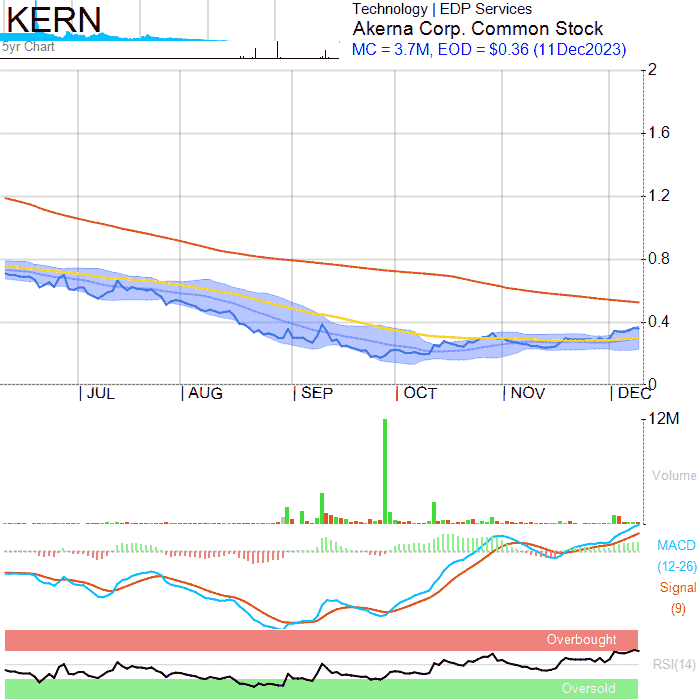 KERN
5yr Chart
Technology | EDP Services
Akerna Corp. Common Stock
MC = 3.7M, EOD = $0.36 (11Dec2023)
2
1.6
1.2
0.8
0.4
0
JUL
AUG
SEP
OCT
NOV
DEC
12M
Volume
MACD
(12-26)
Signal
(9)
Overbought
RSI(14)
Oversold